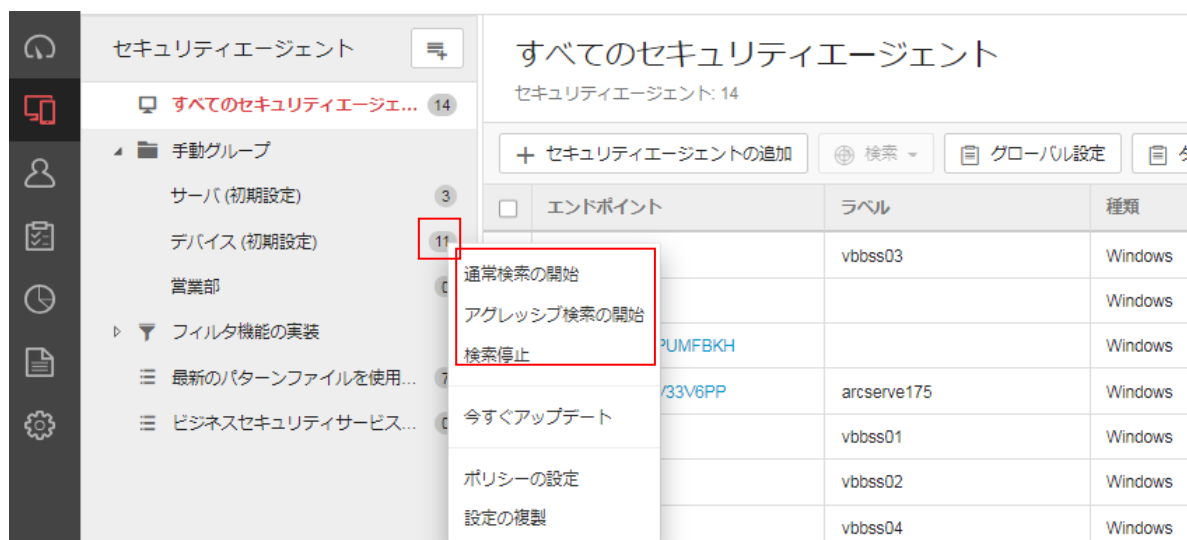 セキュリティエージェント
すべてのセキュリティエージェ... 14
手動グループ
サーバ (初期設定) 3
デバイス (初期設定) 11
営業部
フィルタ機能の実装
最新のパターンファイルを使用... 7
ビジネスセキュリティサービス...
通常検索の開始
アグレッシブ検索の開始
検索停止
今すぐアップデート
ポリシーの設定
設定の複製
すべてのセキュリティエージェント
セキュリティエージェント: 14
+ セキュリティエージェントの追加 検索 グローバル設定
エンドポイント ラベル 種類
vbbss03 Windows
Windows
PUMFBKH Windows
/33V6PP arcserve175 Windows
vbbss01 Windows
vbbss02 Windows
vbbss04 Windows